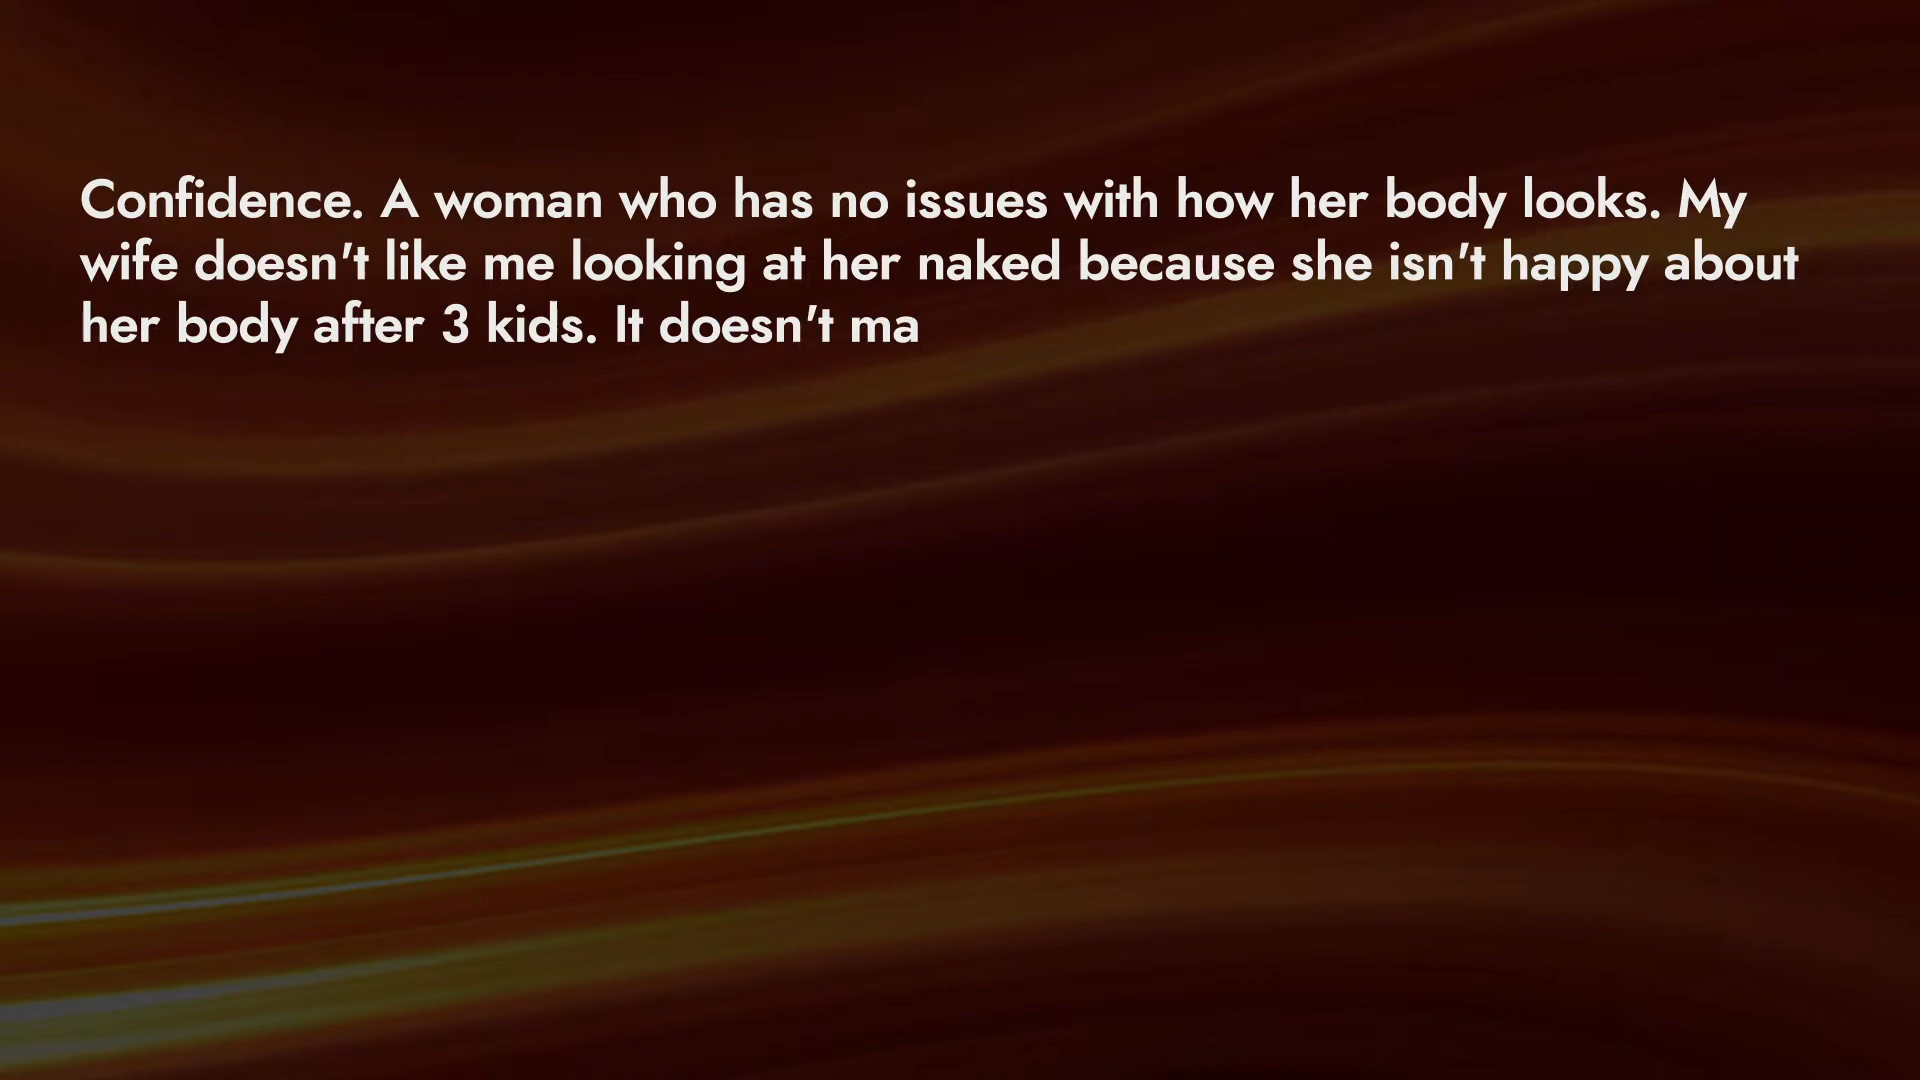 Confidence. A woman who has no issues with how her body looks. My
wife doesn't like me looking at her naked because she isn't happy about
her body after 3 kids. It doesn't ma